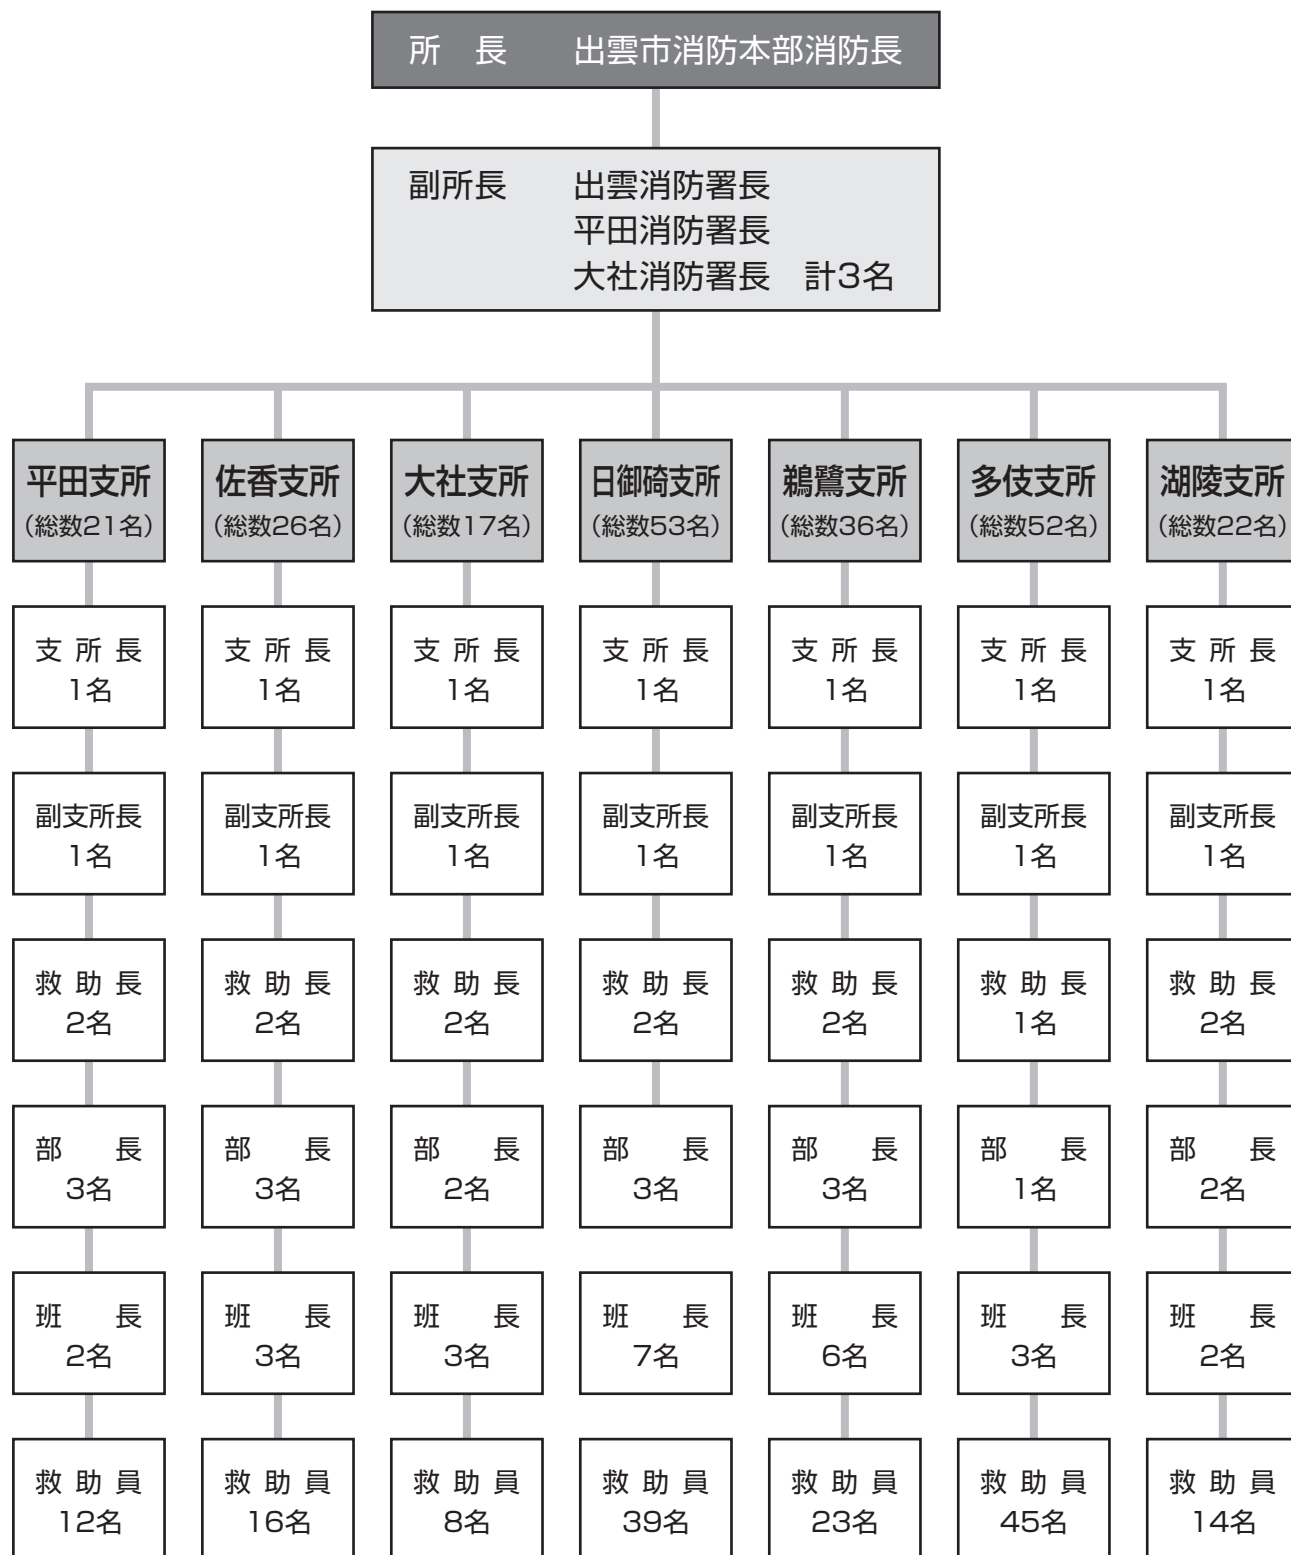 所　長　　出雲市消防本部消防長
副所長　　出雲消防署長
平田消防署長
大社消防署長　計3名
平田支所
（総数21名）
支所長
1名
副支所長
1名
救助長
2名
部　長
3名
班　長
2名
救助員
12名
佐香支所
（総数26名）
支所長
1名
副支所長
1名
救助長
2名
部　長
3名
班　長
3名
救助員
16名
大社支所
（総数17名）
支所長
1名
副支所長
1名
救助長
2名
部　長
2名
班　長
3名
救助員
8名
日御碕支所
（総数53名）
支所長
1名
副支所長
1名
救助長
2名
部　長
3名
班　長
7名
救助員
39名
鵜鷺支所
（総数36名）
支所長
1名
副支所長
1名
救助長
2名
部　長
3名
班　長
6名
救助員
23名
多伎支所
（総数52名）
支所長
1名
副支所長
1名
救助長
1名
部　長
1名
班　長
3名
救助員
45名
湖陵支所
（総数22名）
支所長
1名
副支所長
1名
救助長
2名
部　長
2名
班　長
2名
救助員
14名